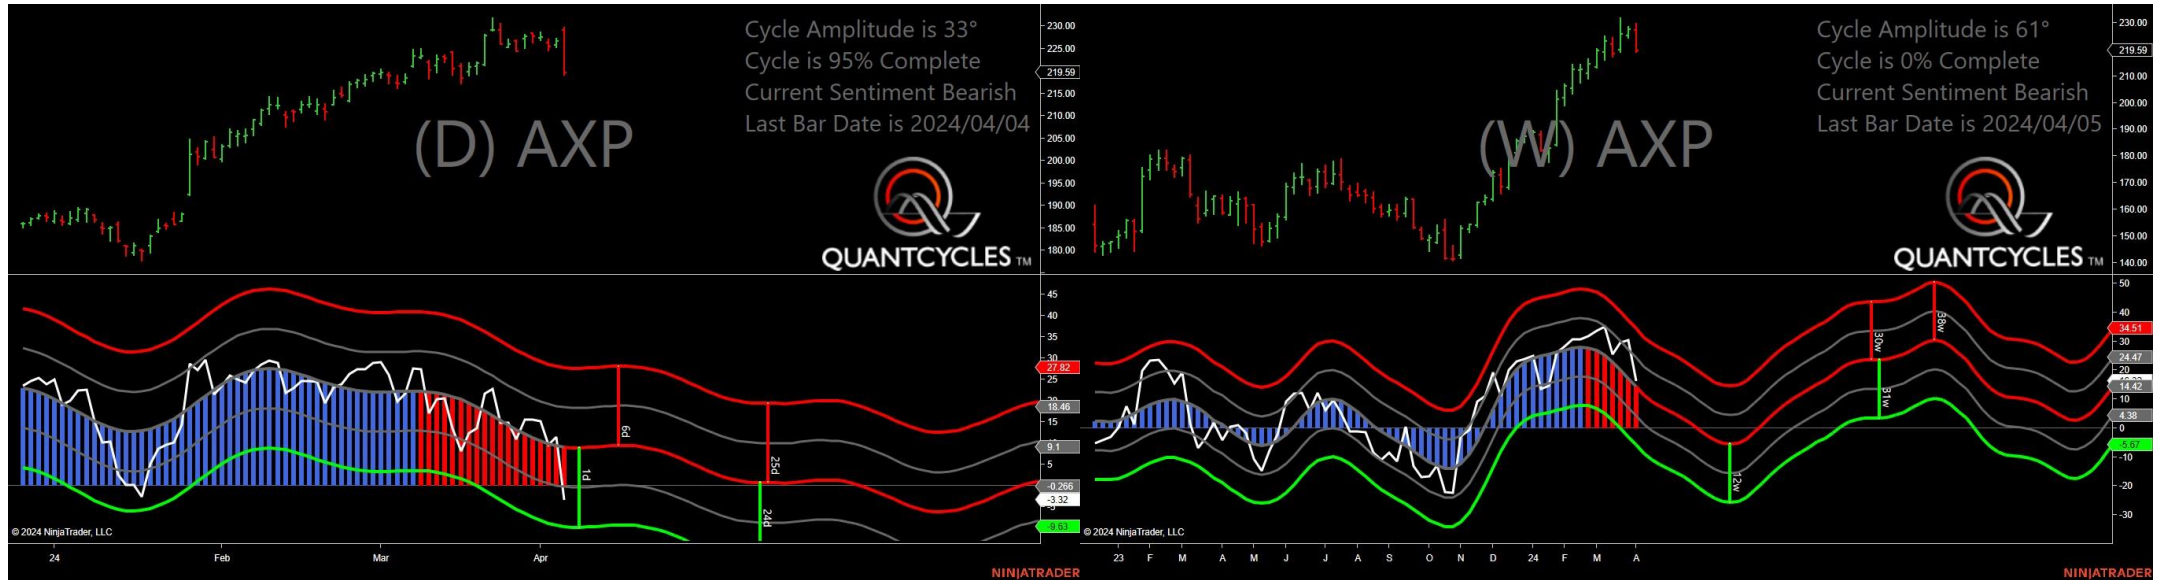 Cycle Amplitude is 33°
Cycle is 95% Complete
Current Sentiment Bearish
Last Bar Date is 2024/04/04
(D) AXP
QUANTCYCLES TM
230.00
225.00
219.59
215.00
210.00
205.00
200.00
195.00
190.00
185.00
180.00
45
40
35
30
27.82
25
18.46
15
9.1
5
-0.266
-3.32
-9.63
1d
6d
24d
25d
© 2024 NinjaTrader, LLC
24 Feb Mar Apr
NINJATRADER
Cycle Amplitude is 61°
Cycle is 0% Complete
Current Sentiment Bearish
Last Bar Date is 2024/04/05
(W) AXP
QUANTCYCLES TM
230.00
219.59
210.00
200.00
190.00
180.00
170.00
160.00
150.00
140.00
50
40
34.51
30
24.47
20
14.42
10
4.38
0
-5.67
-10
-20
-30
12w
30w
31w
38w
© 2024 NinjaTrader, LLC
23 F M A M J J A S O N D 24 F M A
NINJATRADER